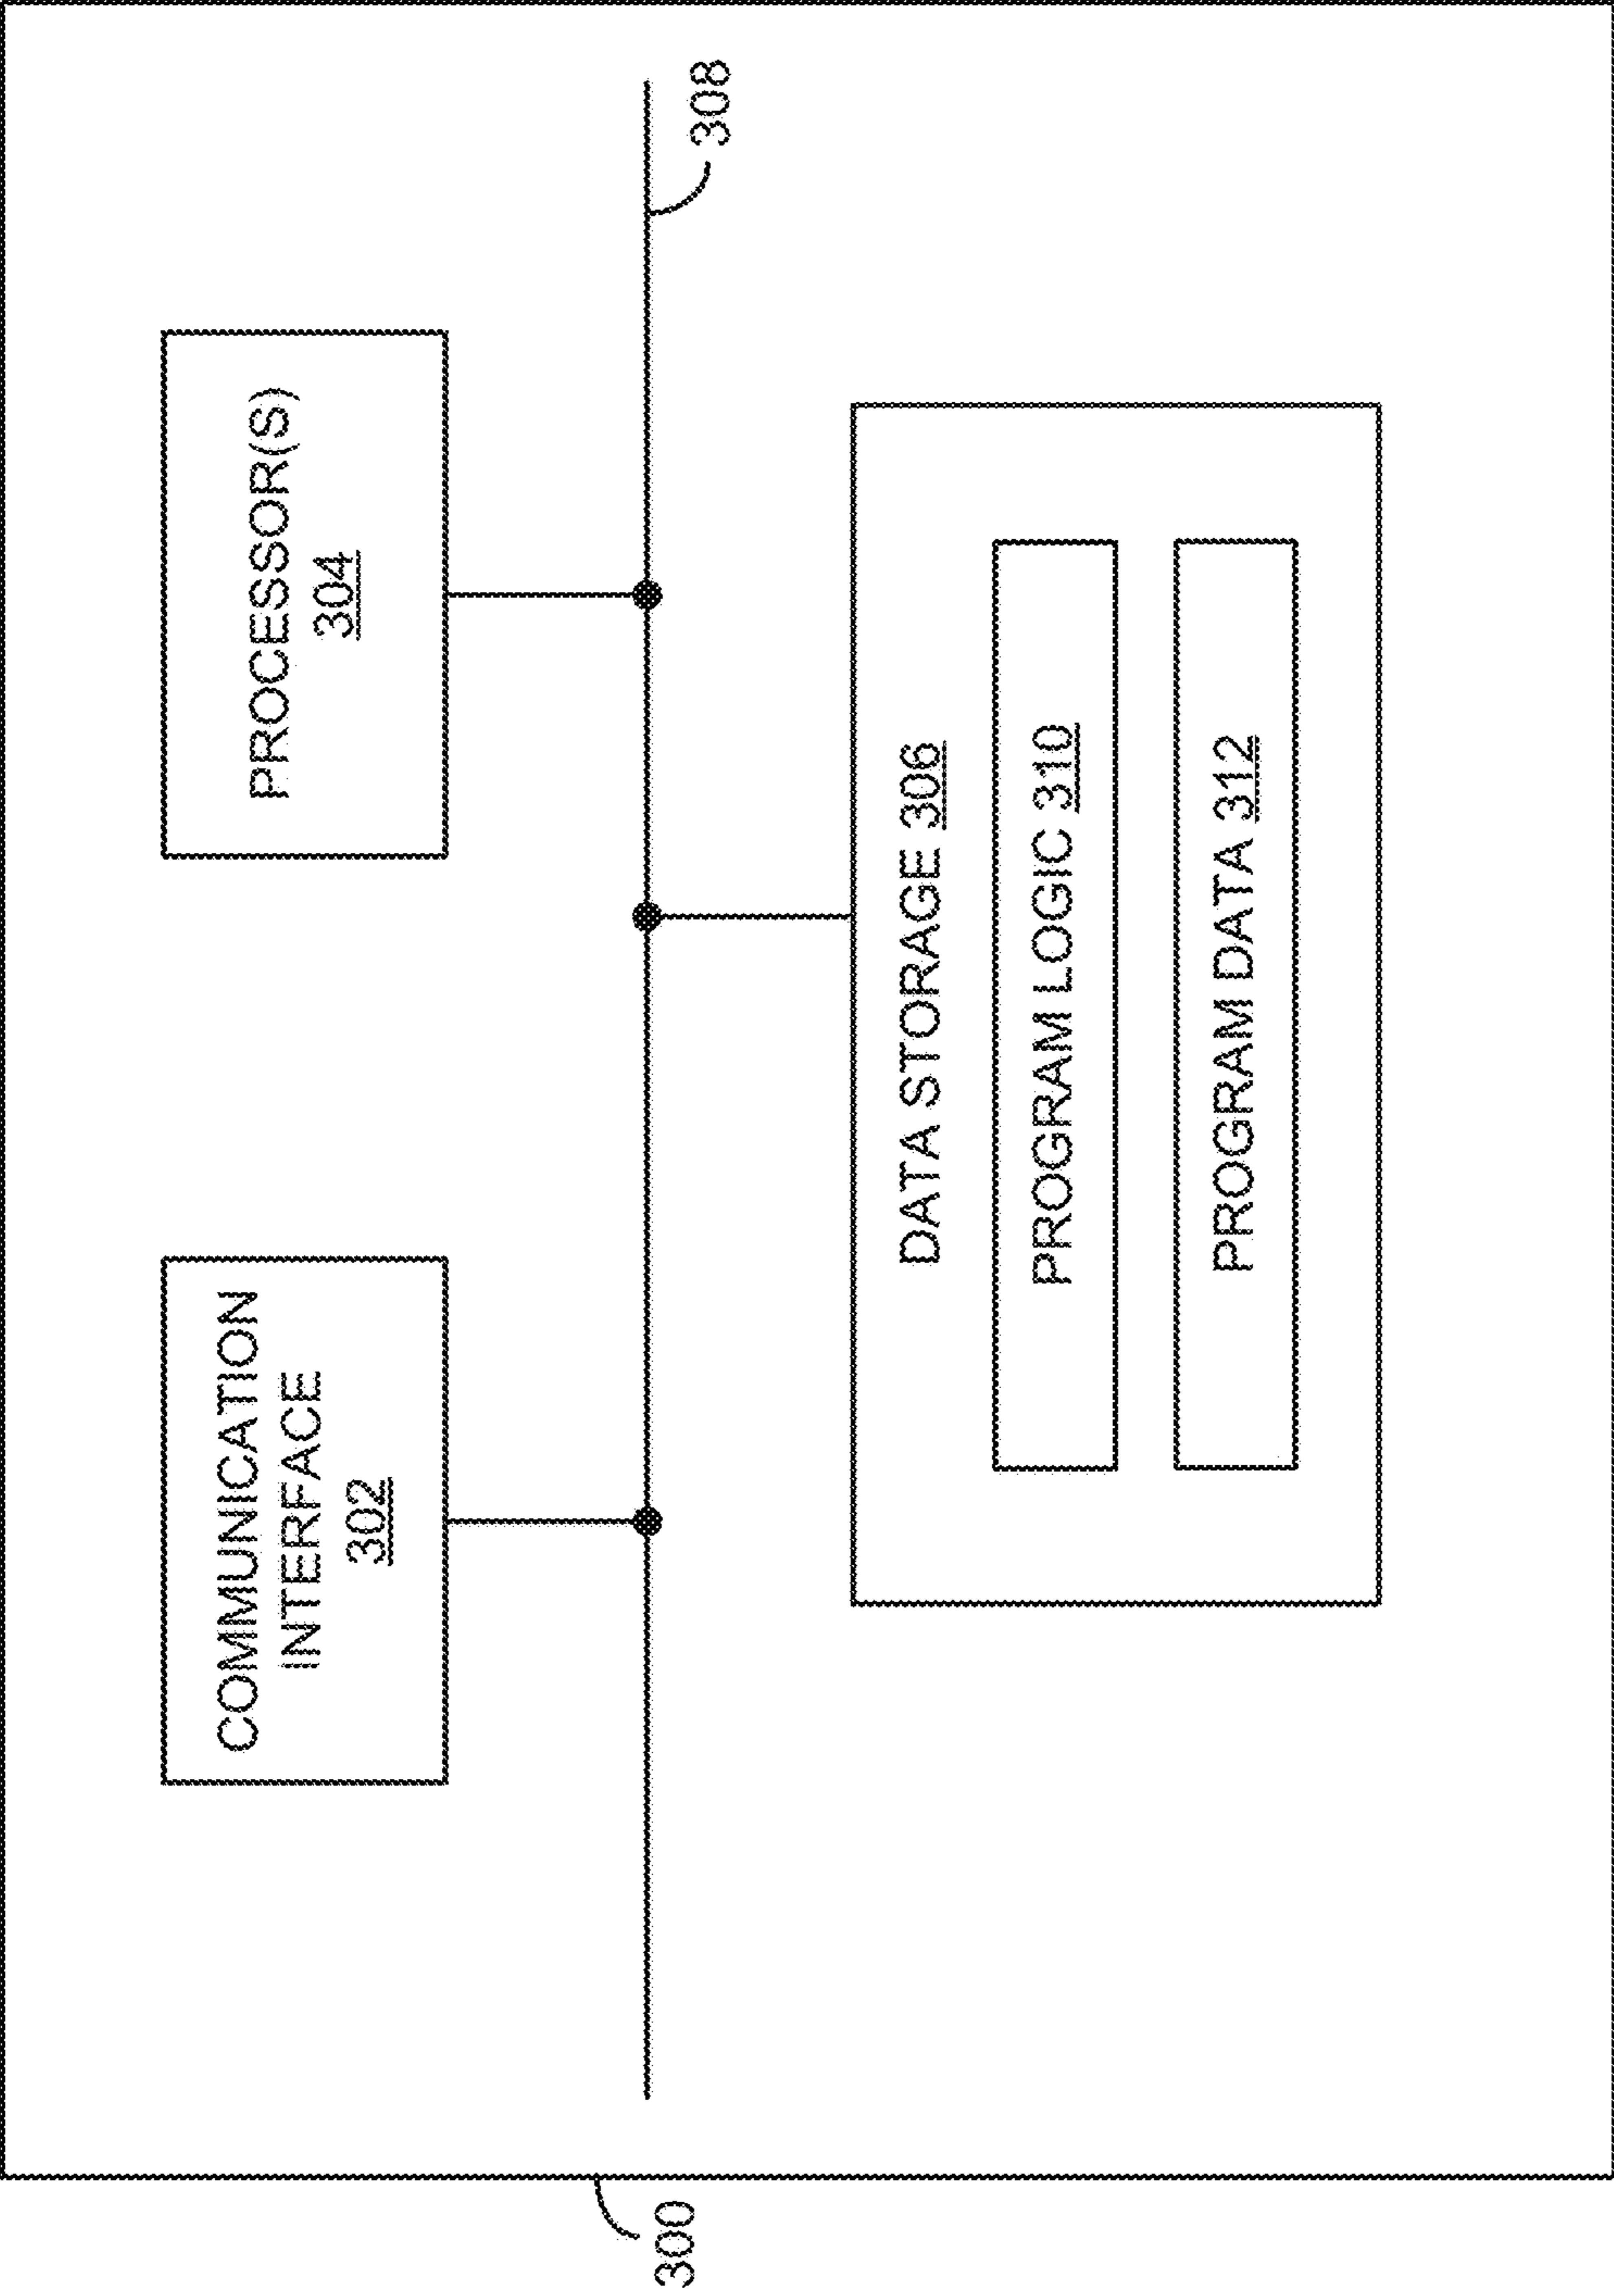 COMMUNICATION
INTERFACE
302
PROCESSOR(S)
304
308
DATA STORAGE 306
PROGRAM LOGIC 310
PROGRAM DATA 312
300